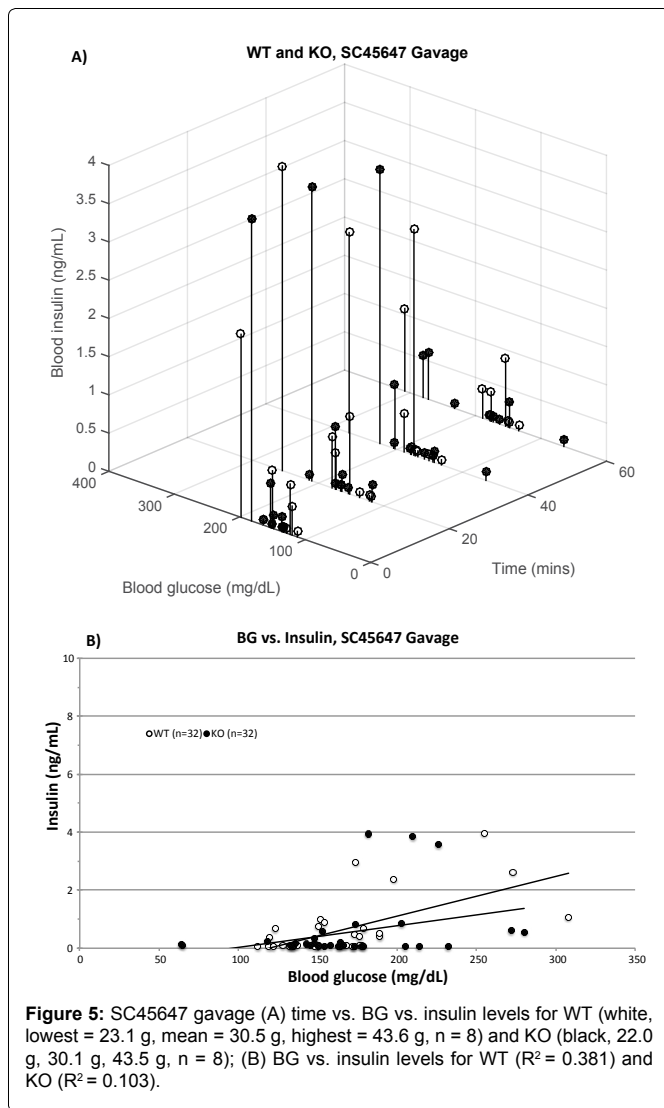 A)
WT and KO, SC45647 Gavage
4
3.5
3
2.5
2
1.5
1
0.5
0
Blood insulin (ng/mL)
400
300
200
100
0
Blood glucose (mg/dL)
0
20
40
60
Time (mins)
B)
BG vs. Insulin, SC45647 Gavage
10
8
6
4
2
0
Insulin (ng/mL)
WT (n=32) KO (n=32)
0 50 100 150 200 250 300 350
Blood glucose (mg/dL)
Figure 5: SC45647 gavage (A) time vs. BG vs. insulin levels for WT (white,
lowest = 23.1 g, mean = 30.5 g, highest = 43.6 g, n = 8) and KO (black, 22.0
g, 30.1 g, 43.5 g, n = 8); (B) BG vs. insulin levels for WT (R² = 0.381) and
KO (R² = 0.103).